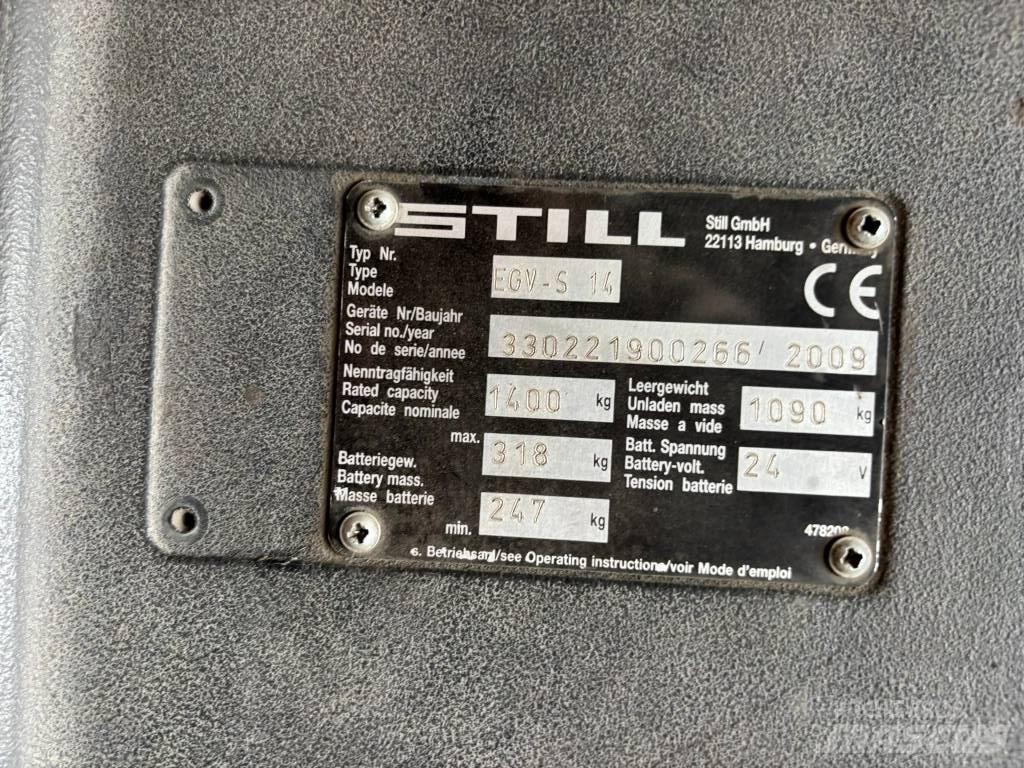 STILL
Still GmbH
22113 Hamburg • Germany
Typ Nr.
Type
Modele
EGV-S 14
CE
Geräte Nr/Baujahr
Serial no./year
No de serie/annee
330221900266/ 2009
Nenntragfähigkeit
Rated capacity
Capacite nominale
1400 kg
Leergewicht
Unladen mass
Masse a vide
1090 kg
Batteriegew.
Battery mass.
Masse batterie
max. 318 kg
min. 247 kg
Batt. Spannung
Battery-volt.
Tension batterie
24 V
s. /see Operating instructions/voir Mode d'emploi